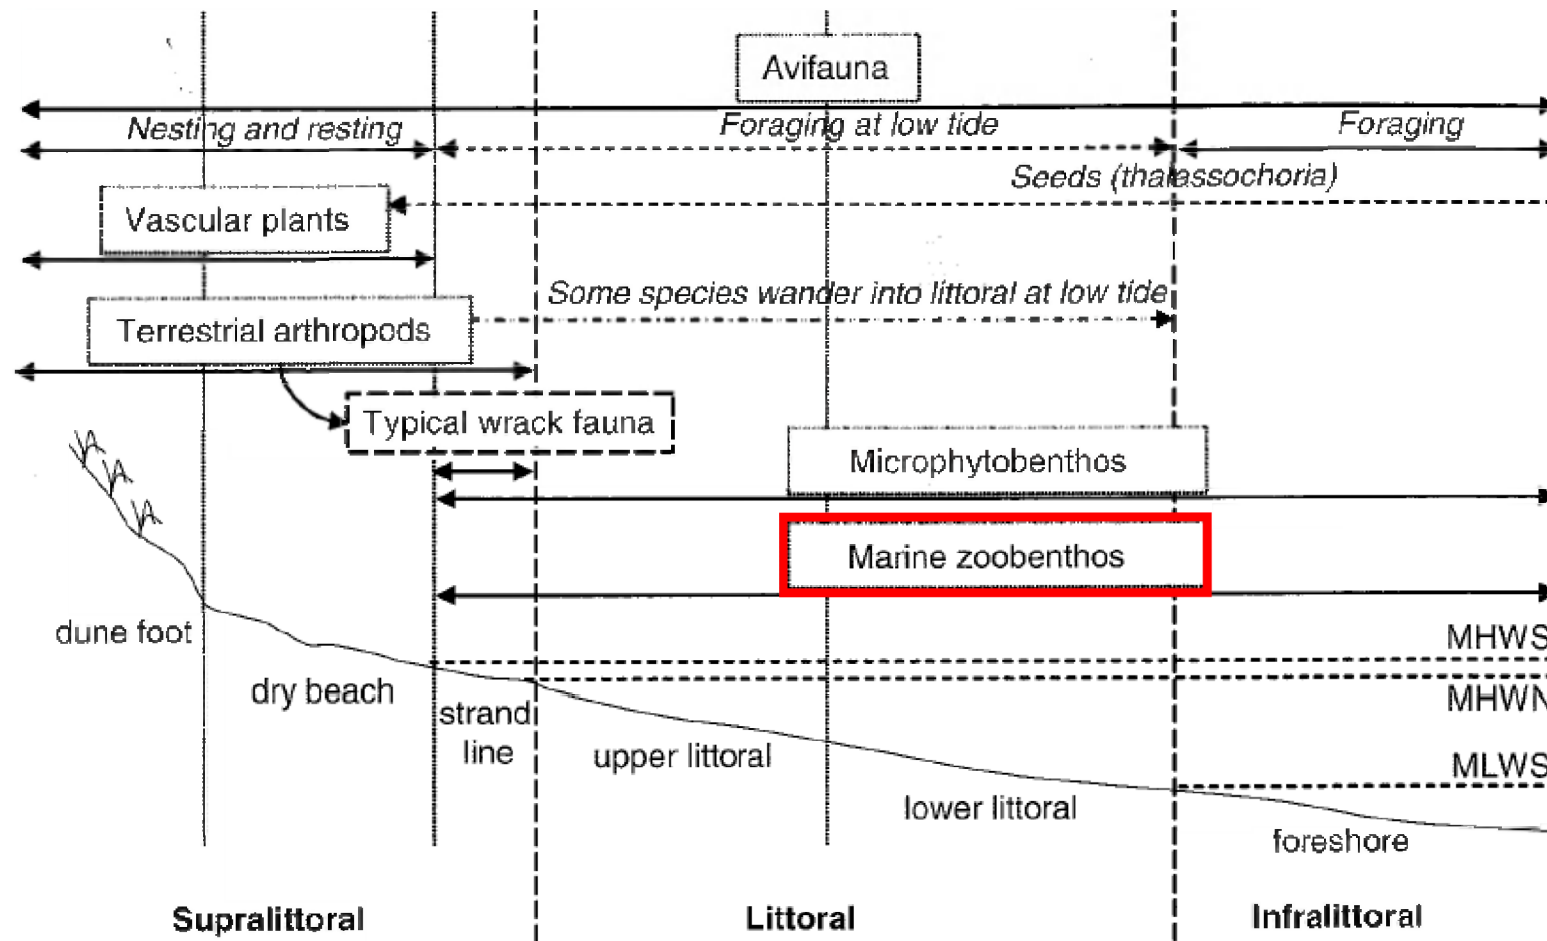 Avifauna
Nesting and resting
Foraging at low tide
Foraging
Seeds (thalassochoria)
Vascular plants
Some species wander into littoral at low tide
Terrestrial arthropods
Typical wrack fauna
Microphytobenthos
Marine zoobenthos
dune foot
MHWS
dry beach
MHWN
strand
line
upper littoral
MLWS
lower littoral
foreshore
Supralittoral
Littoral
Infralittoral